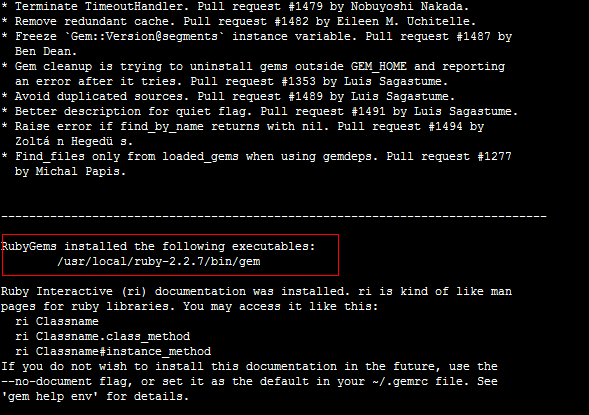 * Terminate TimeoutHandler. Pull request #1479 by Nobuyoshi Nakada.
* Remove redundant cache. Pull request #1482 by Eileen M. Uchitelle.
* Freeze `Gem::Version@segments` instance variable. Pull request #1487 by
Ben Dean.
* Gem cleanup is trying to uninstall gems outside GEM_HOME and reporting
an error after it tries. Pull request #1353 by Luis Sagastume.
* Avoid duplicated sources. Pull request #1489 by Luis Sagastume.
* Better description for quiet flag. Pull request #1491 by Luis Sagastume.
* Raise error if find_by_name returns with nil. Pull request #1494 by
Zoltá n Hegedü s.
* Find_files only from loaded_gems when using gemdeps. Pull request #1277
by Michal Papis.
------------------------------------------------------------------------------
RubyGems installed the following executables:
/usr/local/ruby-2.2.7/bin/gem
Ruby Interactive (ri) documentation was installed. ri is kind of like man
pages for ruby libraries. You may access it like this:
ri Classname
ri Classname.class_method
ri Classname#instance_method
If you do not wish to install this documentation in the future, use the
--no-document flag, or set it as the default in your ~/.gemrc file. See
'gem help env' for details.